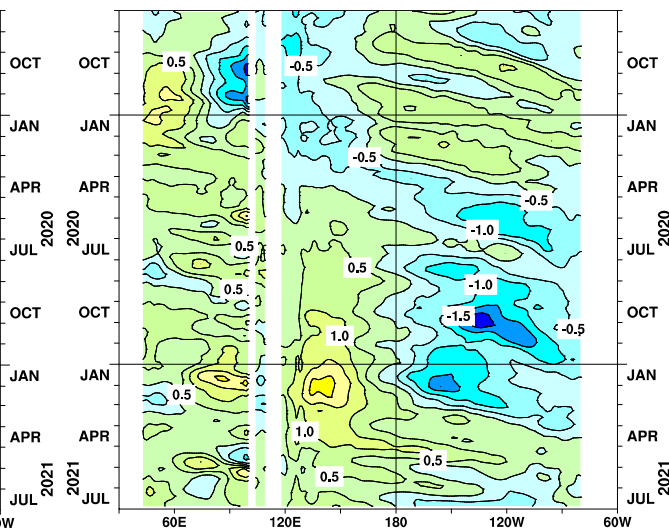 OCT OCT 0.5 -0.5 OCT
JAN JAN JAN
-0.5
APR APR APR
-0.5
2020 2020 -1.0 2020
JUL JUL 0.5 JUL
0.5
0.5 -1.0
OCT OCT -1.5 OCT
1.0 -0.5
JAN JAN JAN
0.5
APR APR 1.0 APR
0.5
2021 2021 0.5 2021
JUL JUL JUL
0W 60E 120E 180 120W 60W